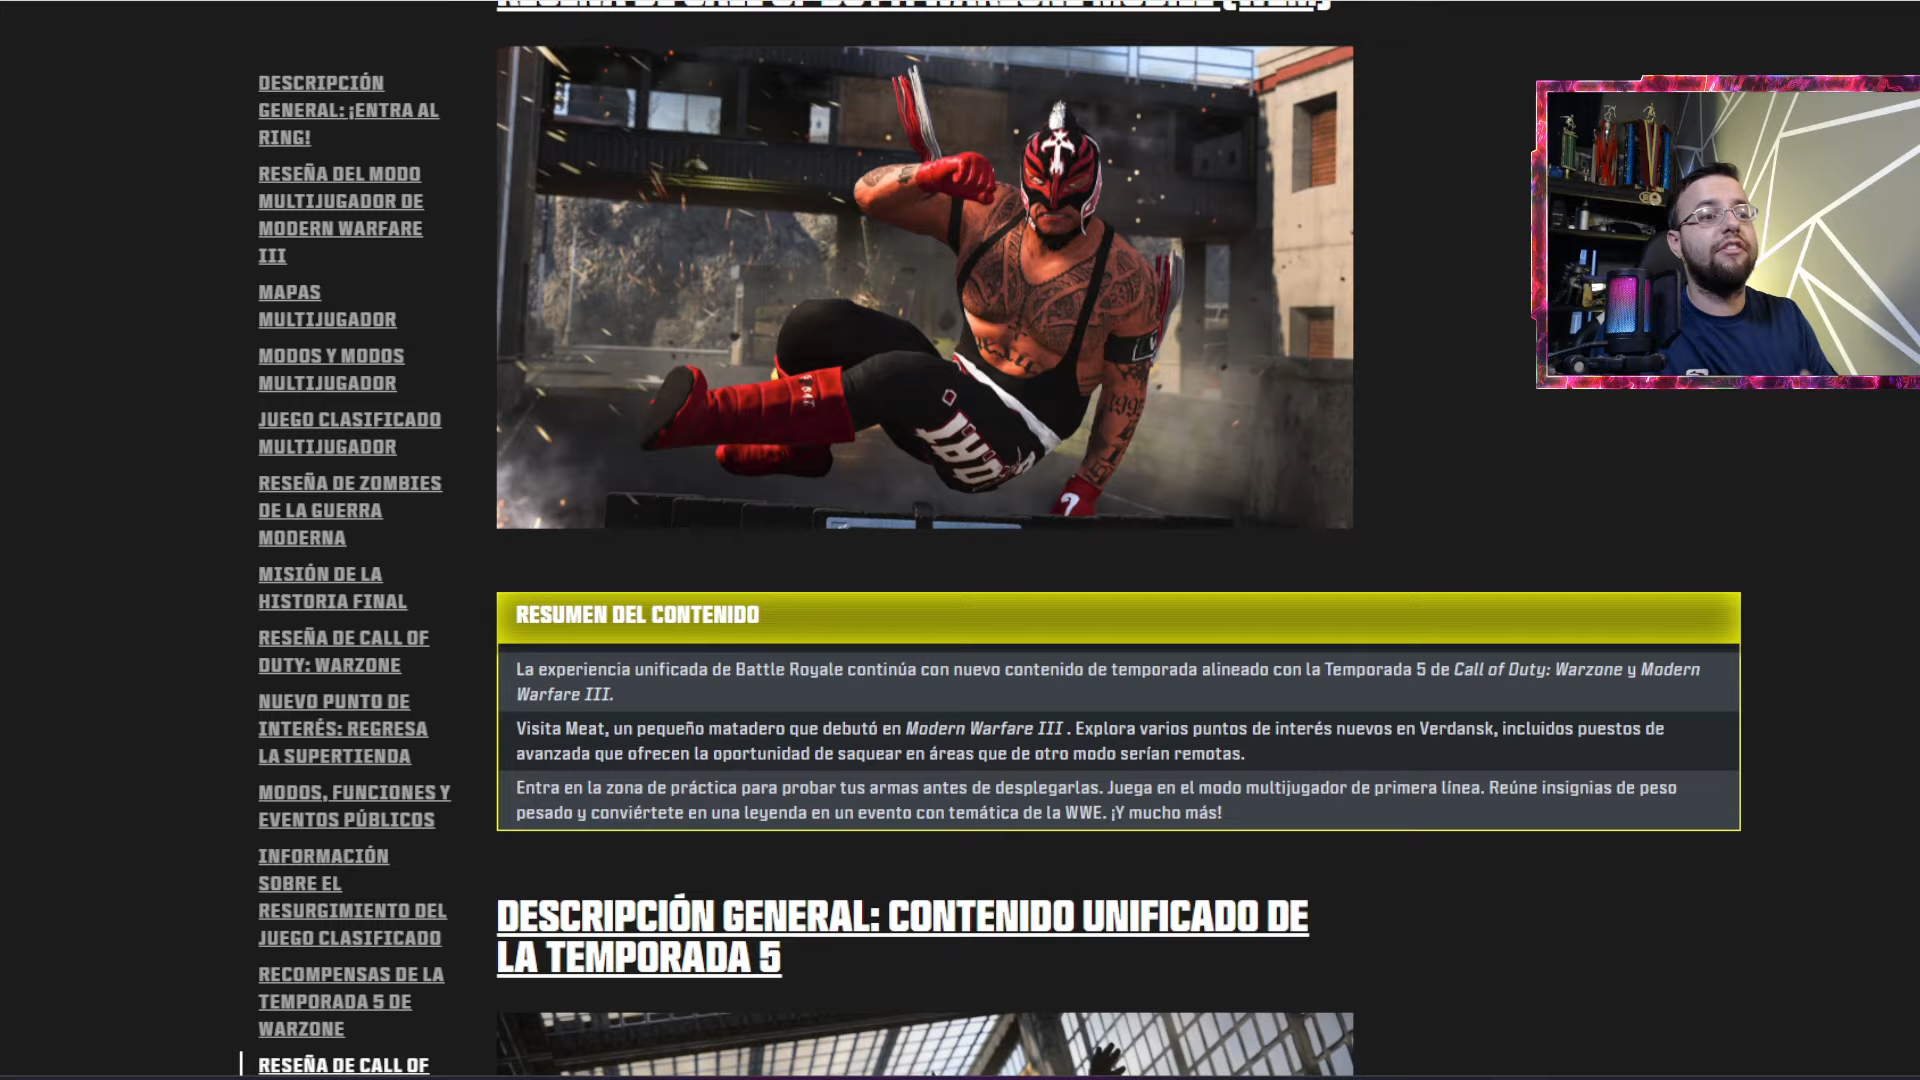 DESCRIPCIÓN
GENERAL: ¡ENTRA AL
RING!
RESEÑA DEL MODO
MULTIJUGADOR DE
MODERN WARFARE
III
MAPAS
MULTIJUGADOR
MODOS Y MODOS
MULTIJUGADOR
JUEGO CLASIFICADO
MULTIJUGADOR
RESEÑA DE ZOMBIES
DE LA GUERRA
MODERNA
MISIÓN DE LA
HISTORIA FINAL
RESEÑA DE CALL OF
DUTY: WARZONE
NUEVO PUNTO DE
INTERÉS: REGRESA
LA SUPERTIENDA
MODOS, FUNCIONES Y
EVENTOS PÚBLICOS
INFORMACIÓN
SOBRE EL
RESURGIMIENTO DEL
JUEGO CLASIFICADO
RECOMPENSAS DE LA
TEMPORADA 5 DE
WARZONE
RESEÑA DE CALL OF
RESUMEN DEL CONTENIDO
La experiencia unificada de Battle Royale continúa con nuevo contenido de temporada alineado con la Temporada 5 de Call of Duty: Warzone y Modern
Warfare III.
Visita Meat, un pequeño matadero que debutó en Modern Warfare III . Explora varios puntos de interés nuevos en Verdansk, incluidos puestos de
avanzada que ofrecen la oportunidad de saquear en áreas que de otro modo serían remotas.
Entra en la zona de práctica para probar tus armas antes de desplegarlas. Juega en el modo multijugador de primera línea. Reúne insignias de peso
pesado y conviértete en una leyenda en un evento con temática de la WWE. ¡Y mucho más!
DESCRIPCIÓN GENERAL: CONTENIDO UNIFICADO DE
LA TEMPORADA 5